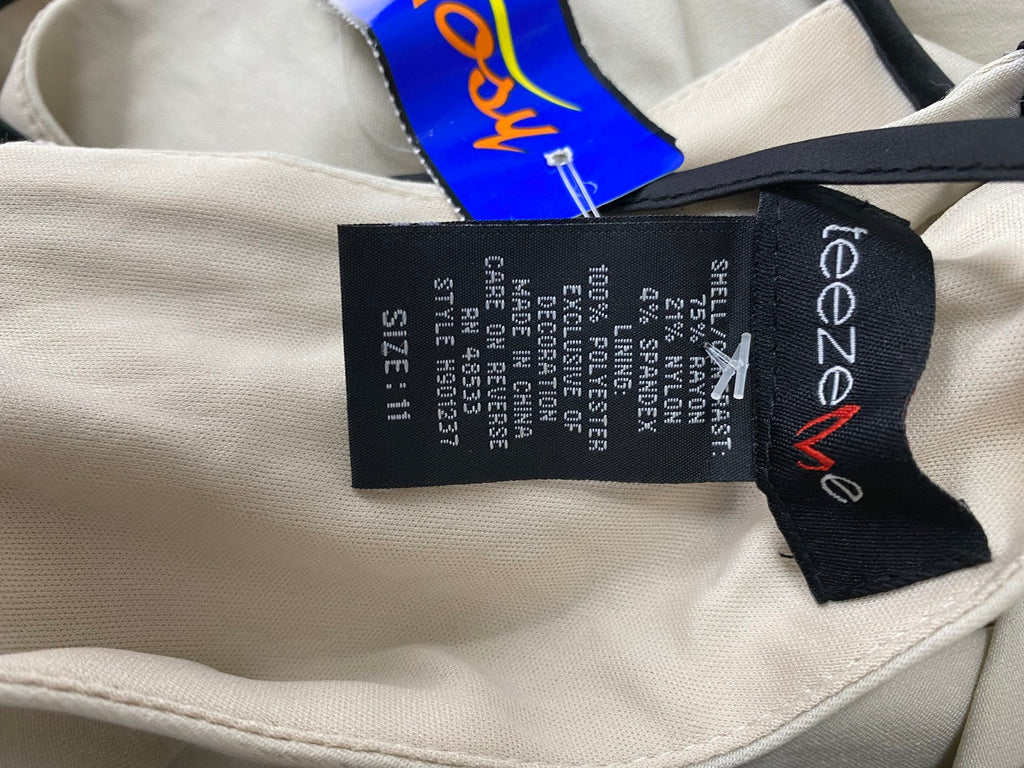 teezeMe
SHELL/CONTRAST:
75% RAYON
21% NYLON
4% SPANDEX
LINING:
100% POLYESTER
EXCLUSIVE OF
DECORATION
MADE IN CHINA
CARE ON REVERSE
RN 48533
STYLE M909237
SIZE: 11